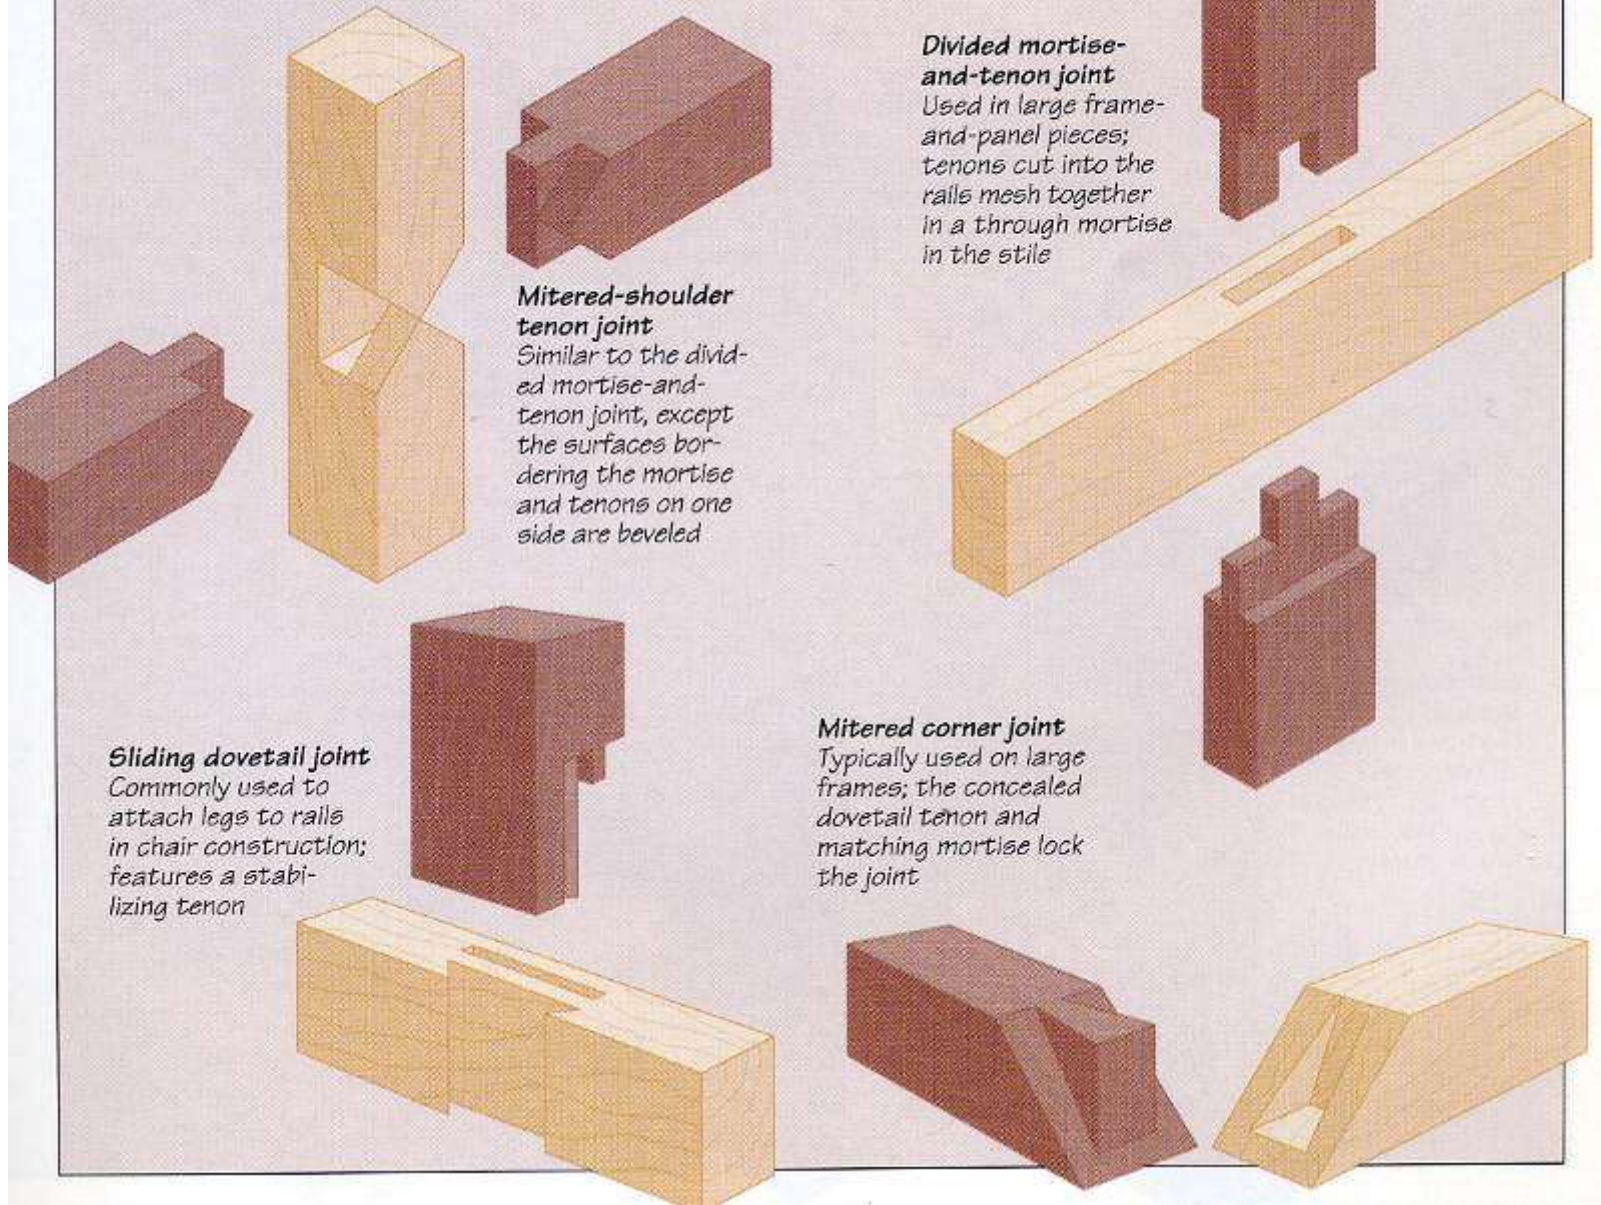 Divided mortise-
and-tenon joint
Used in large frame-
and-panel pieces;
tenons cut into the
rails mesh together
in a through mortise
in the stile
Mitered-shoulder
tenon joint
Similar to the divid-
ed mortise-and-
tenon joint, except
the surfaces bor-
dering the mortise
and tenons on one
side are beveled
Sliding dovetail joint
Commonly used to
attach legs to rails
in chair construction;
features a stabi-
lizing tenon
Mitered corner joint
Typically used on large
frames; the concealed
dovetail tenon and
matching mortise lock
the joint